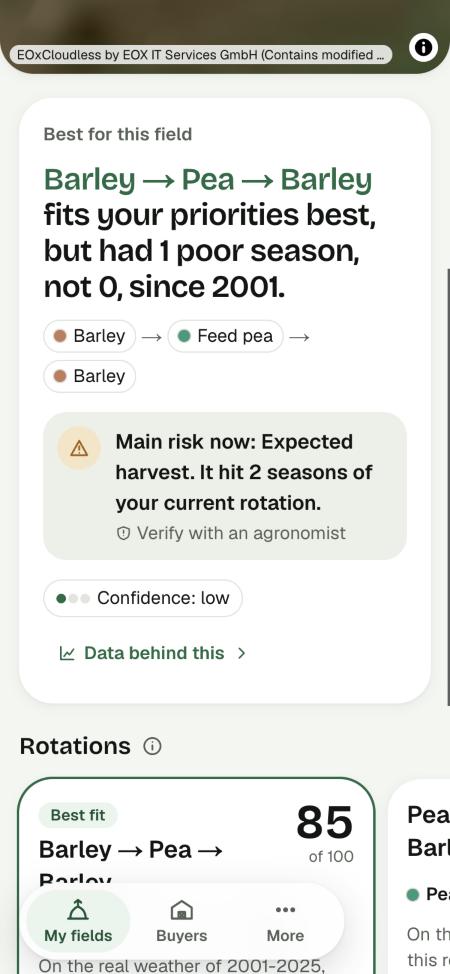 EOxCloudless by EOX IT Services GmbH (Contains modified ...
Best for this field
Barley → Pea → Barley
fits your priorities best,
but had 1 poor season,
not 0, since 2001.
Barley → Feed pea →
Barley
Main risk now: Expected
harvest. It hit 2 seasons of
your current rotation.
Verify with an agronomist
Confidence: low
Data behind this
Rotations
Best fit
85
of 100
Barley → Pea →
Barley
Pea
Barl
Pea
My fields
Buyers
More
On the real weather of 2001-2025,
On th
this r